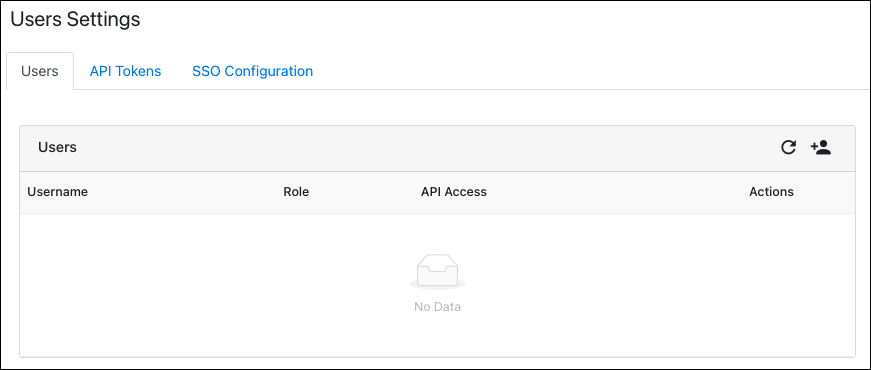 Users Settings
Users API Tokens SSO Configuration
Users
Username Role API Access Actions
No Data